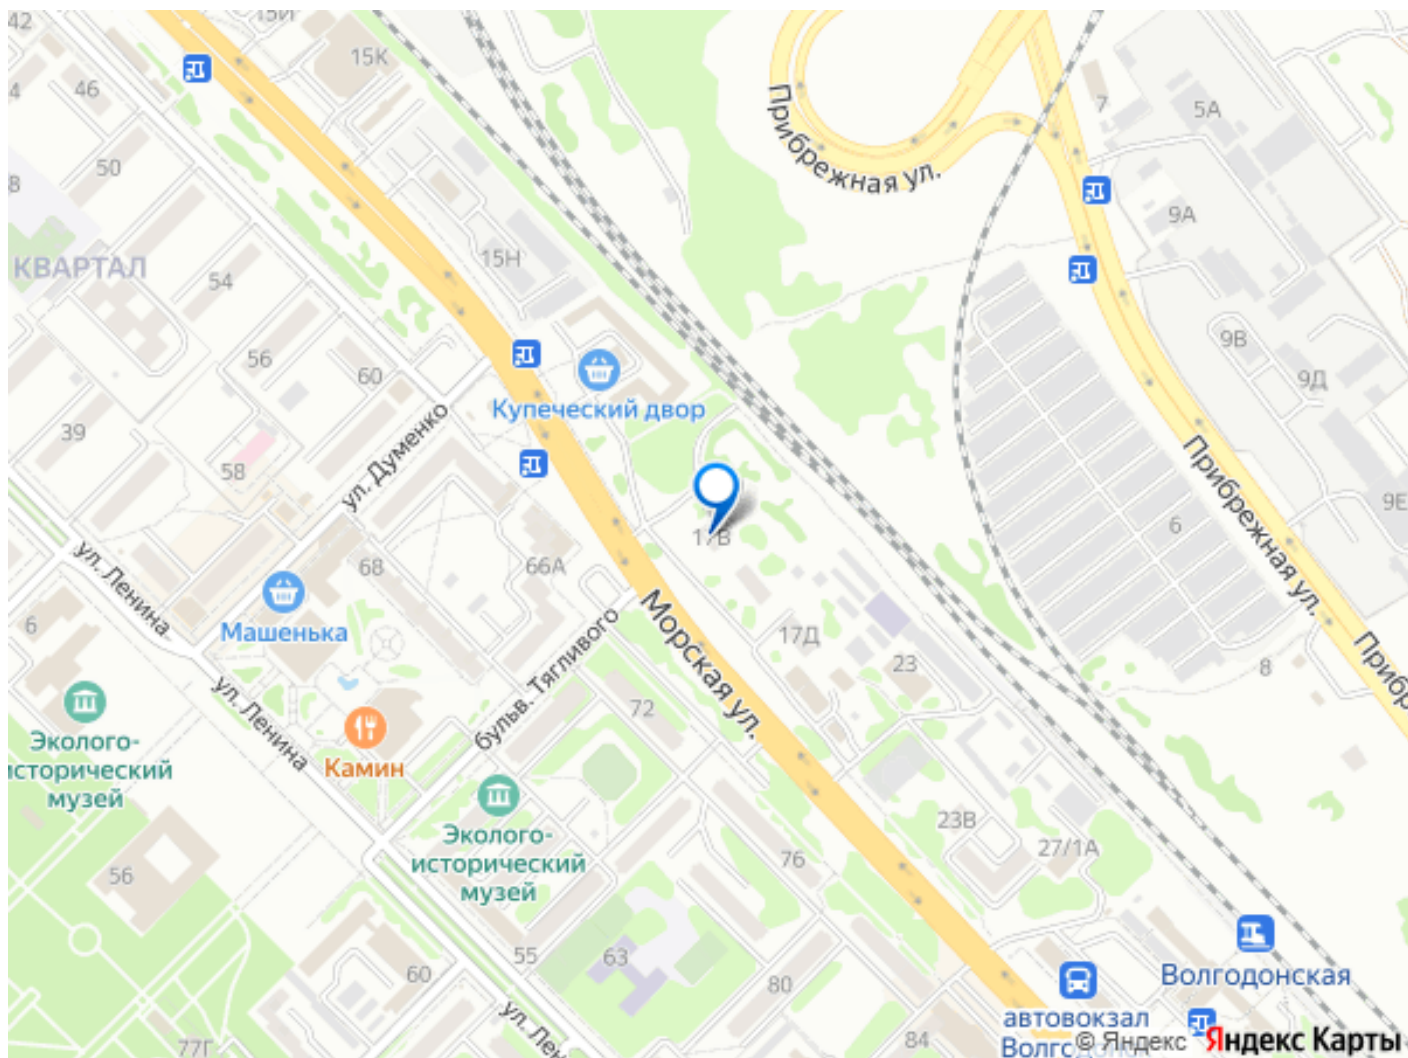 42
15И
15К
4
46
7
5А
Прибрежная ул.
50
8
9А
КВАРТАЛ
15Н
54
56
60
9В
9Д
Купеческий двор
39
ул. Думенко
58
Прибрежная ул.
9Е
6
17В
ул. Ленина
68
66А
Машенька
6
Морская ул.
17Д
23
8
бульв. Тягливого
ул. Ленина
72
Эколого-
исторический
музей
Камин
Эколого-
исторический
музей
23В
27/1А
76
56
55
63
60
80
Волгодонская
77Г
84
автовокзал
© Яндекс
Яндекс Карты